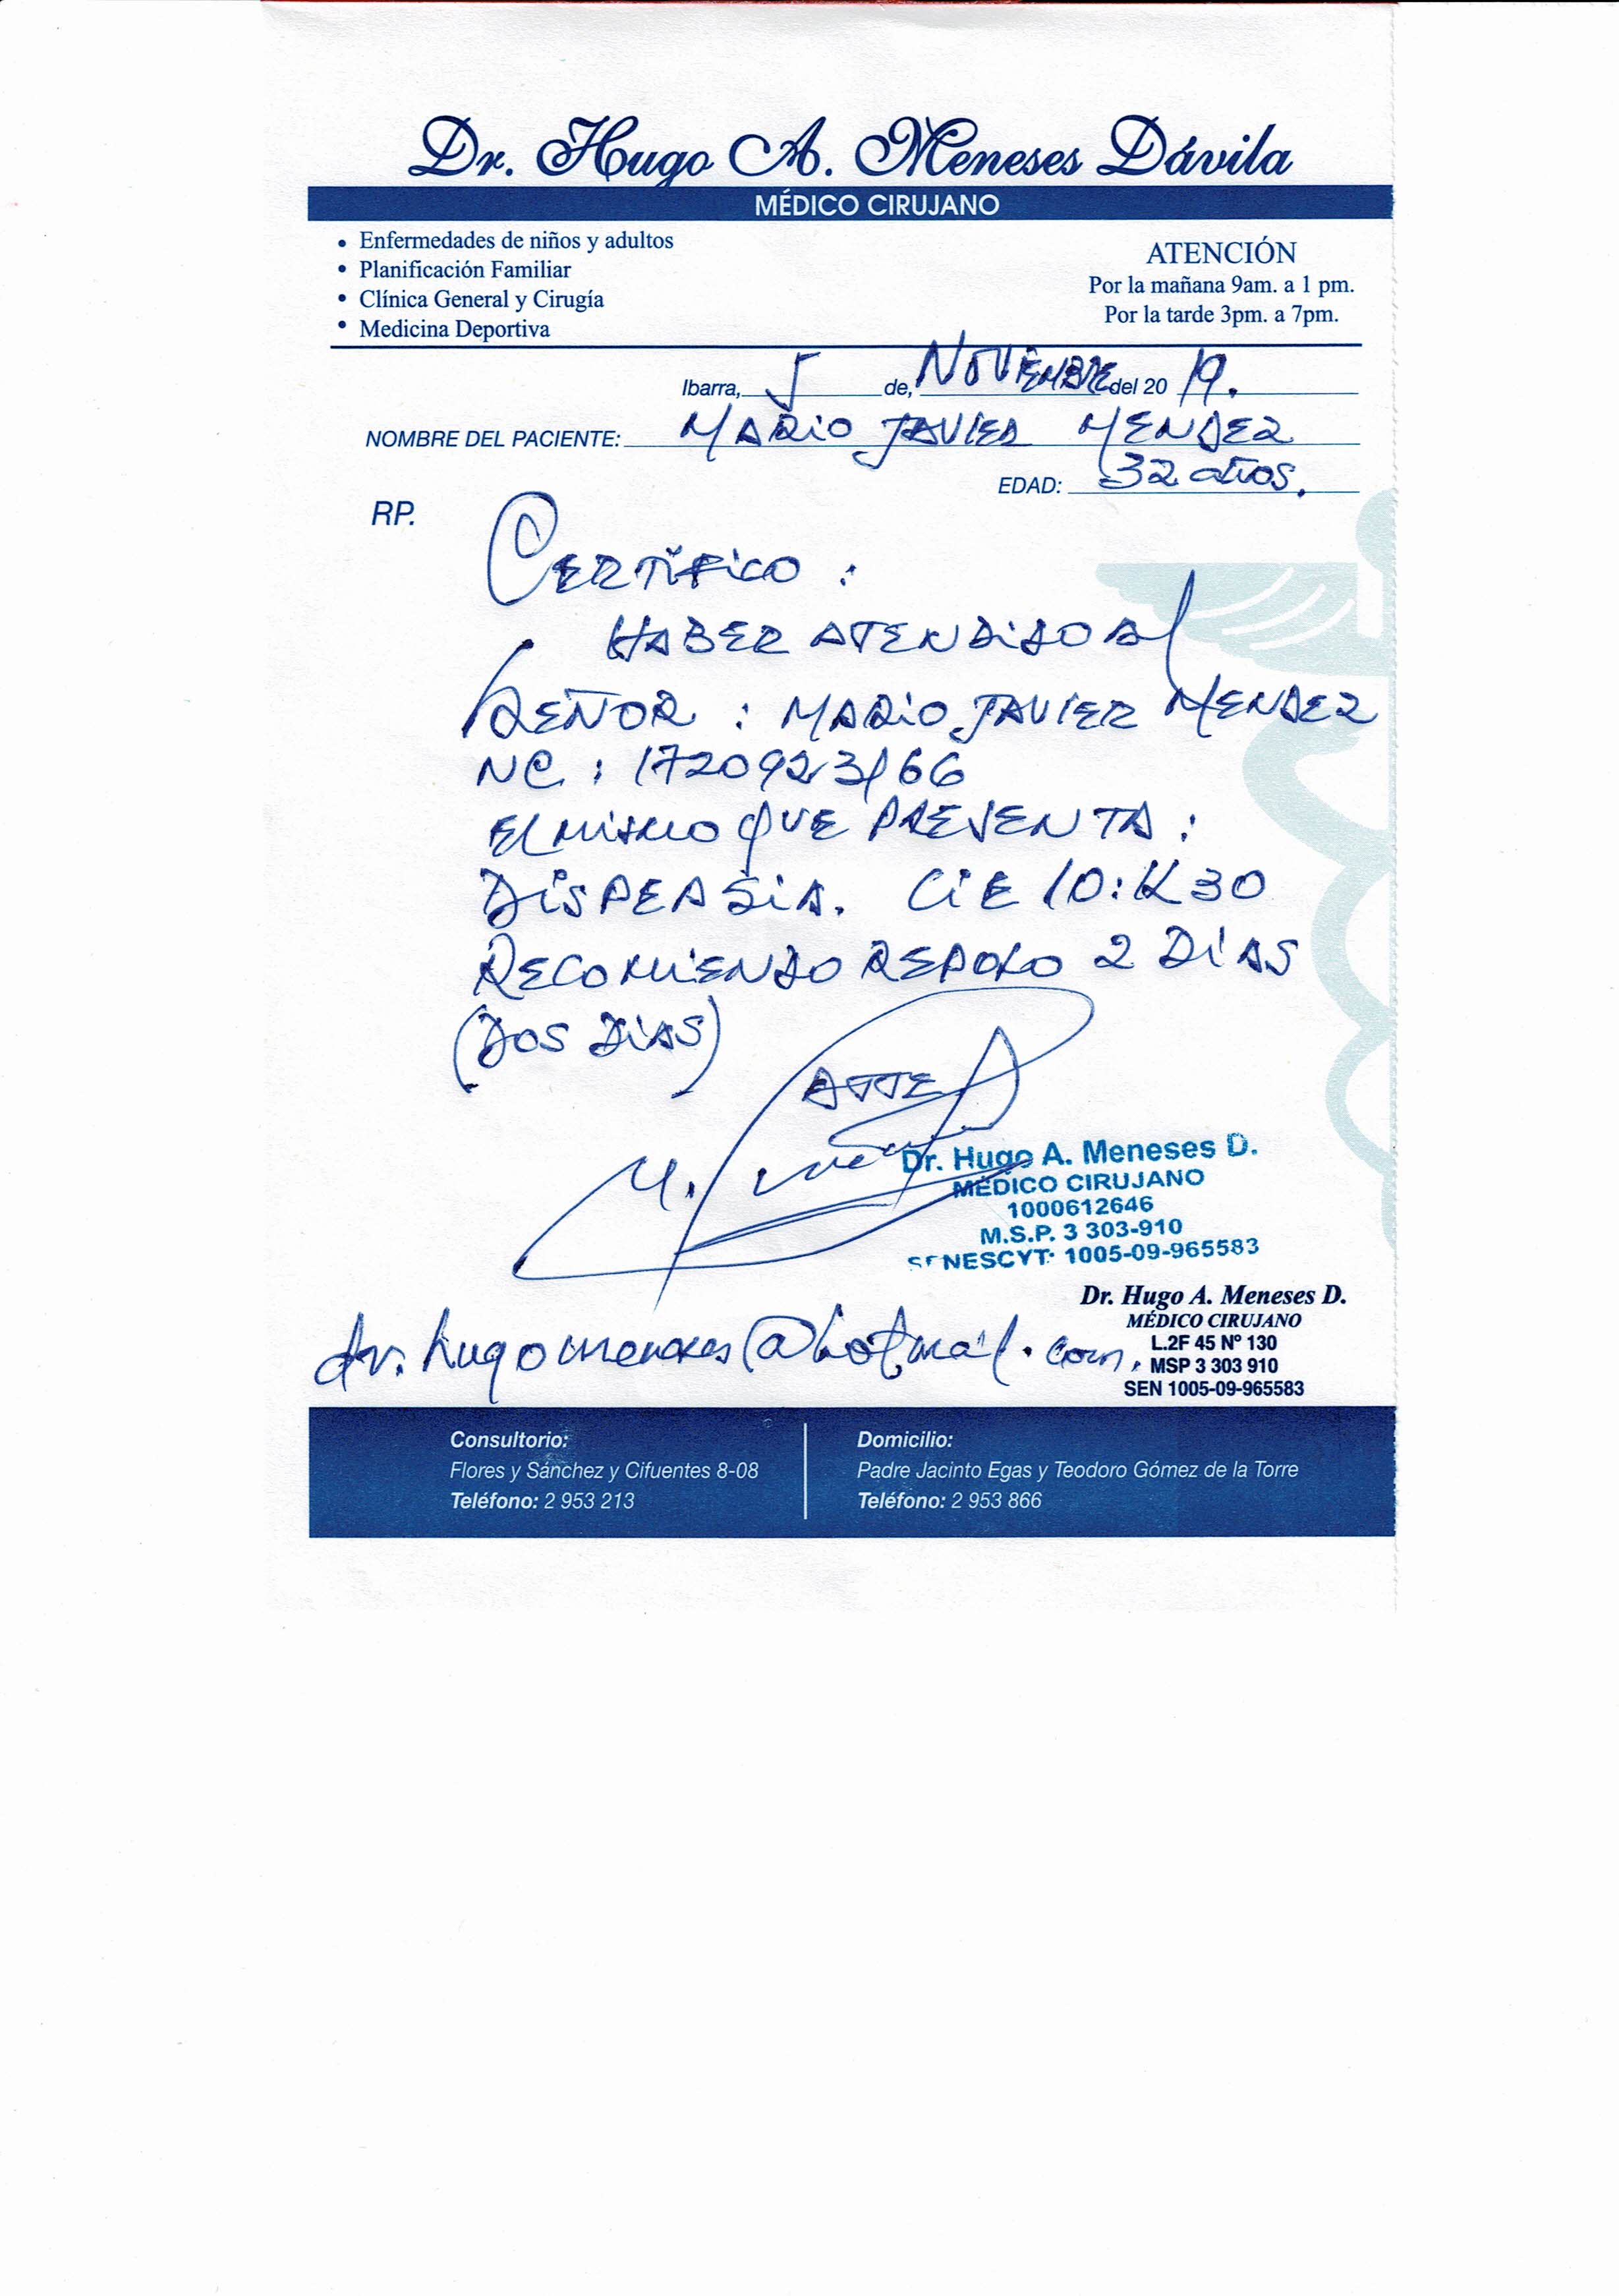 Dr. Hugo A. Meneses Dávila
MÉDICO CIRUJANO
• Enfermedades de niños y adultos
• Planificación Familiar
• Clínica General y Cirugía
• Medicina Deportiva
ATENCIÓN
Por la mañana 9am. a 1 pm.
Por la tarde 3pm. a 7pm.
Ibarra, 5 de, NOVIEMBRE del 20 19.
NOMBRE DEL PACIENTE: MARIO JAVIER MENDEZ
EDAD: 32 años.
RP.
CERTIFICO :
HABER ATENDIDO Al
SEÑOR : MARIO JAVIER MENDEZ
NC : 1720923166
El MISMO QUE PRESENTA :
DISPEPSIA. CIE 10: K30
RECOMIENDO REPOSO 2 DIAS
(DOS DIAS)
ATTE
Dr. Hugo A. Meneses D.
MÉDICO CIRUJANO
1000612646
M.S.P. 3 303-910
SENESCYT: 1005-09-965583
Dr. Hugo A. Meneses D.
MÉDICO CIRUJANO
L.2F 45 Nº 130
MSP 3 303 910
SEN 1005-09-965583
dr.hugomeneses@hotmail.com.
Consultorio:
Flores y Sánchez y Cifuentes 8-08
Teléfono: 2 953 213
Domicilio:
Padre Jacinto Egas y Teodoro Gómez de la Torre
Teléfono: 2 953 866